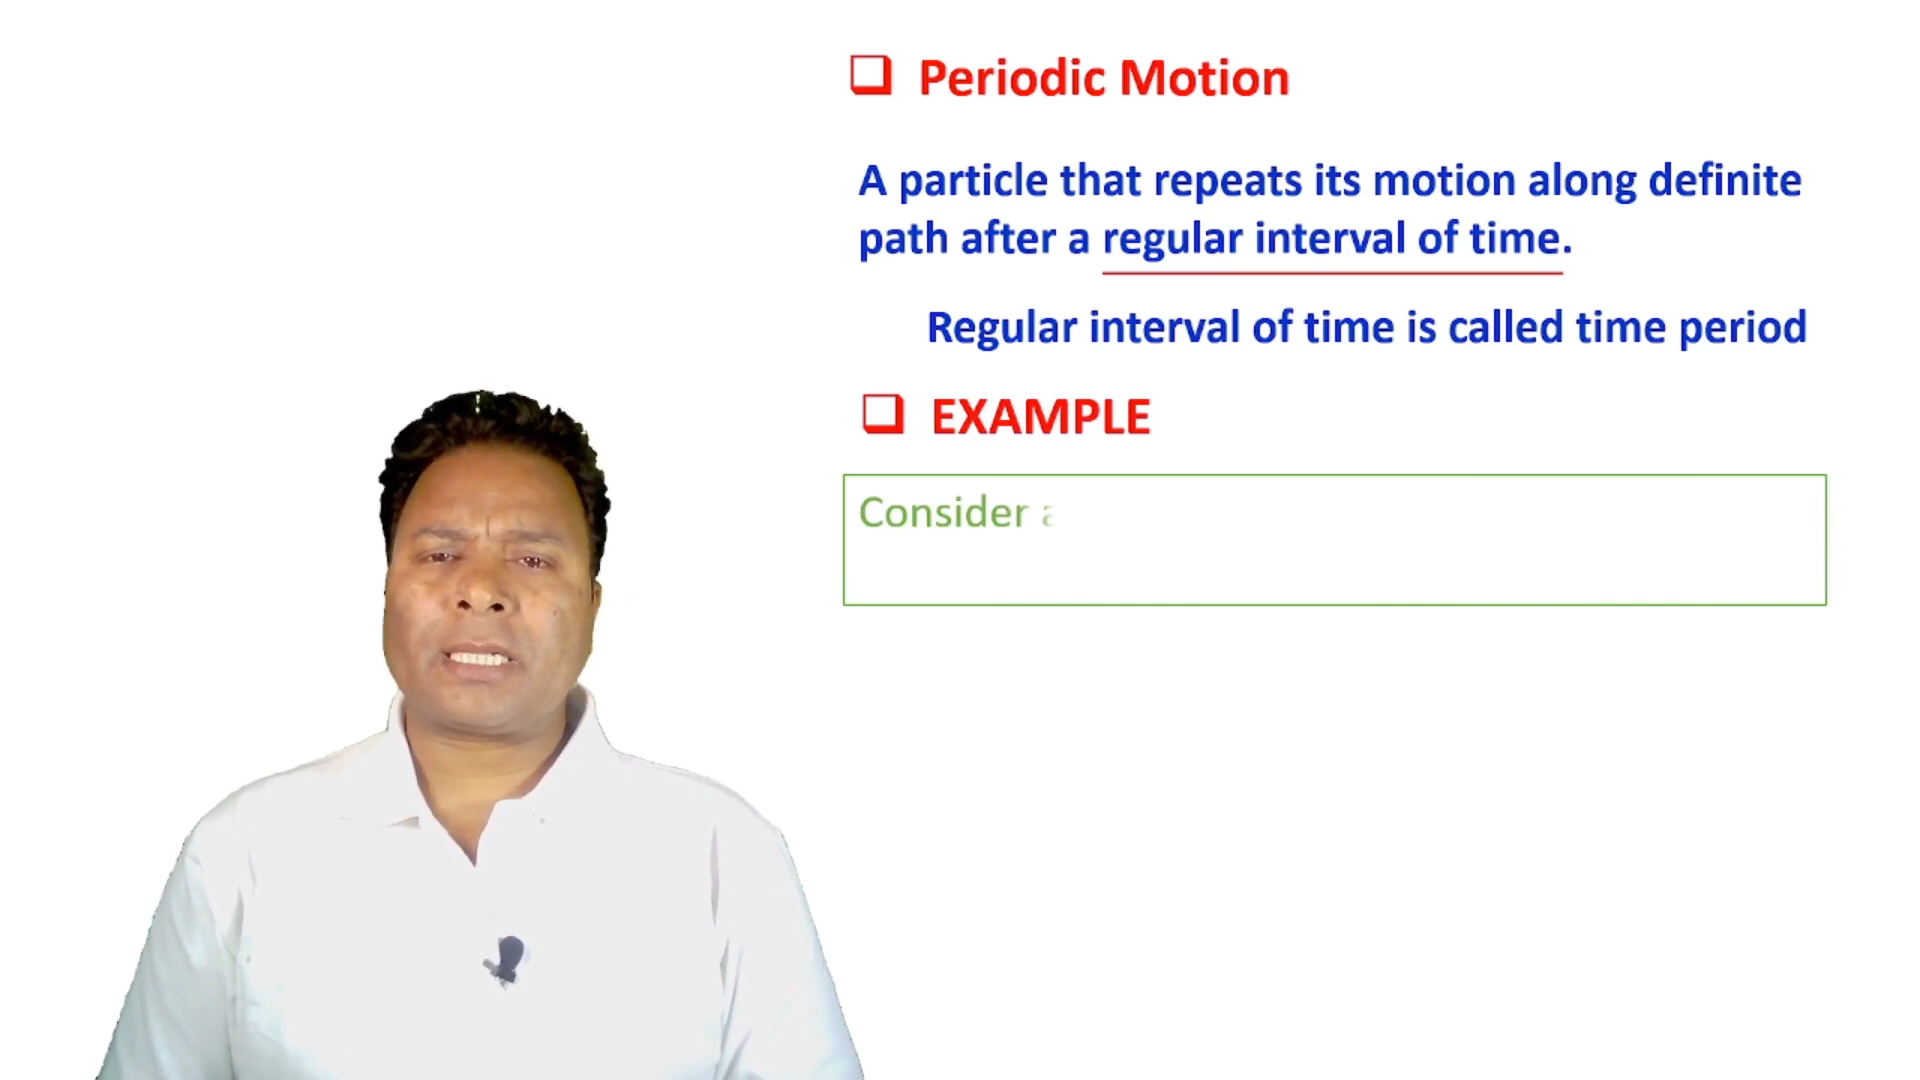 Periodic Motion
A particle that repeats its motion along definite
path after a regular interval of time.
Regular interval of time is called time period
EXAMPLE
Consider a